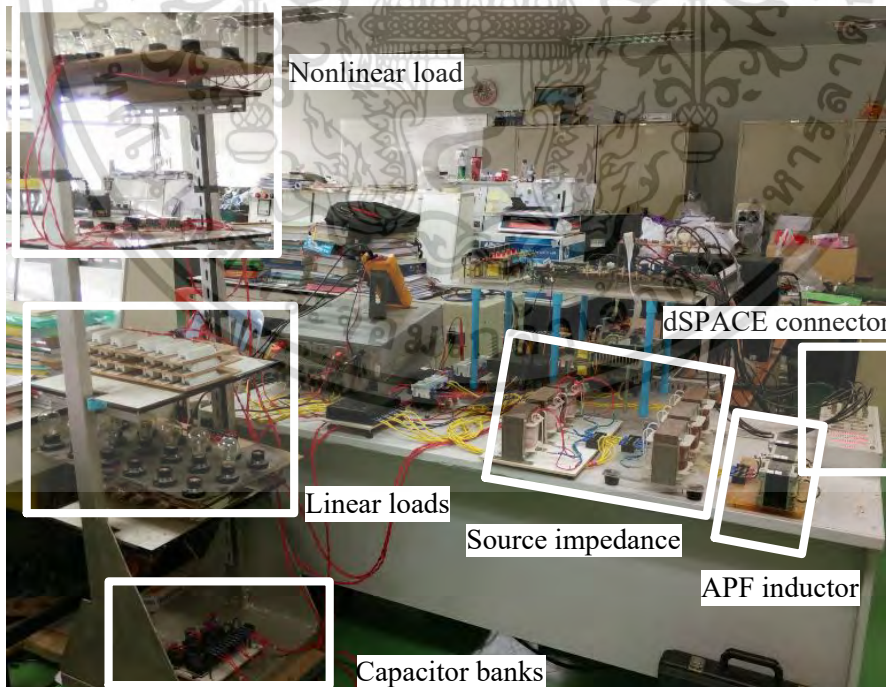 Nonlinear load
dSPACE connector
Linear loads
Source impedance
APF inductor
Capacitor banks